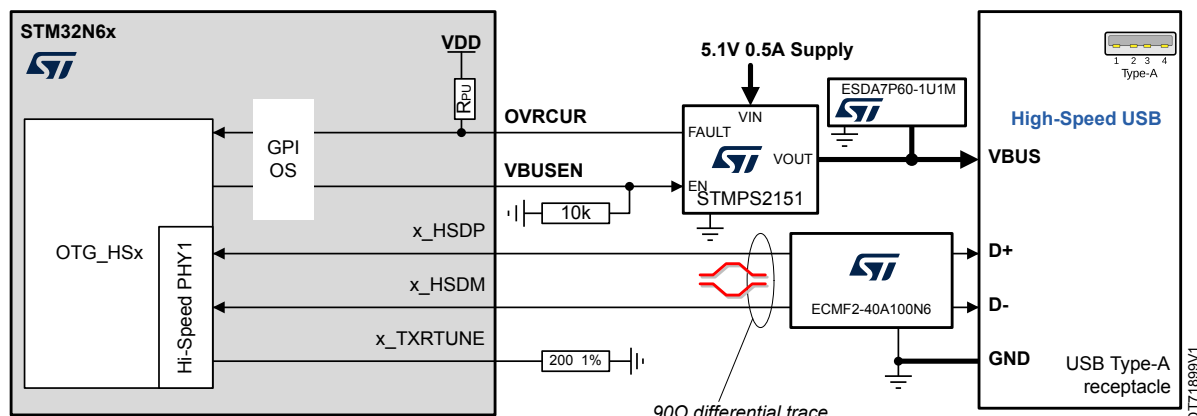 STM32N6x
VDD
RPU
5.1V 0.5A Supply
ESDA7P60-1U1M
1 2 3 4
Type-A
High-Speed USB
OVRCUR
VIN
FAULT
GPI
OS
VOUT
VBUS
VBUSEN
EN
STMPS2151
10k
x_HSDP
OTG_HSx
Hi-Speed PHY1
D+
x_HSDM
ECMF2-40A100N6
D-
x_TXRTUNE
200 1%
GND
USB Type-A
receptacle
90Ω differential trace
DT71899V1